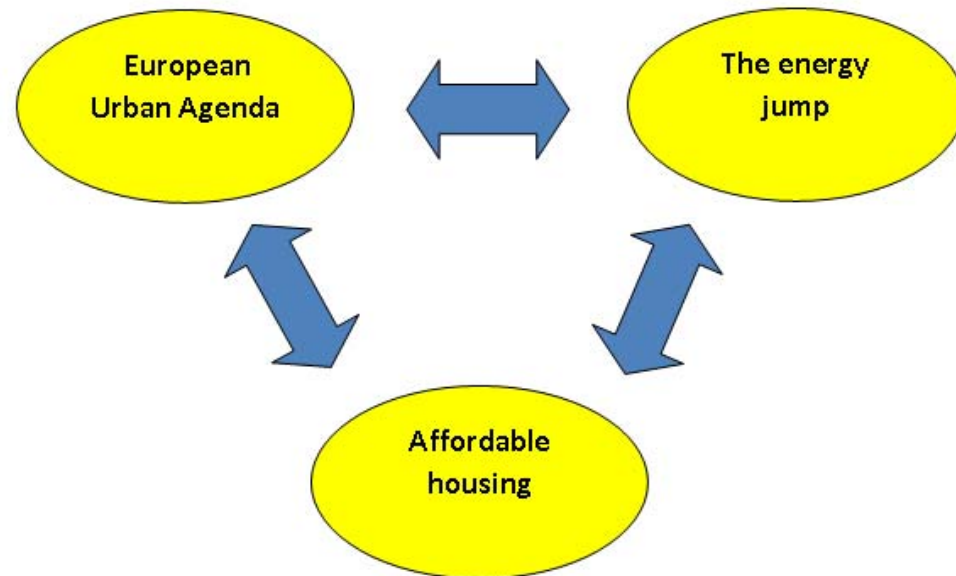 European
Urban Agenda
The energy
jump
Affordable
housing